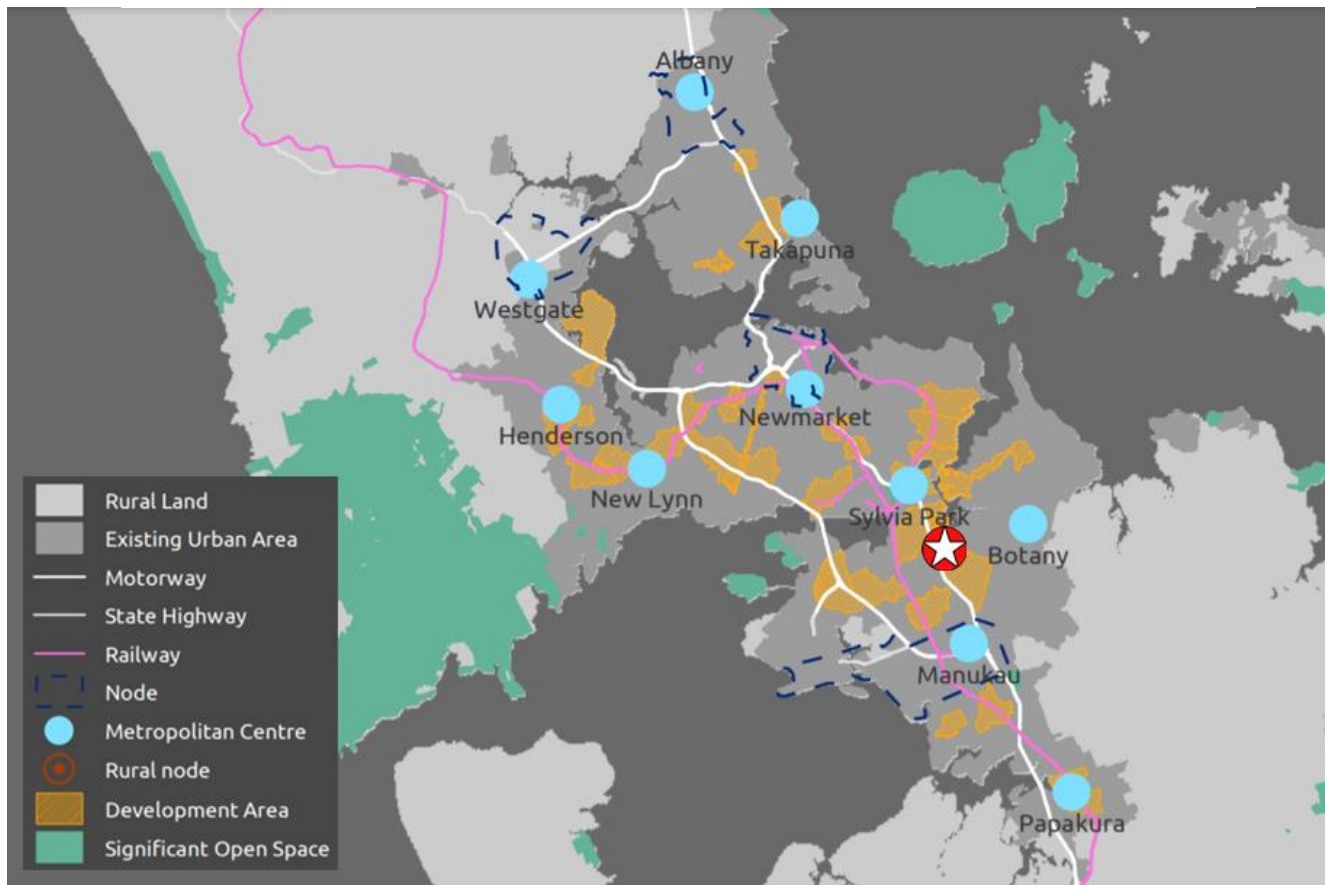 Albany
Takapuna
Westgate
Newmarket
Henderson
New Lynn
Sylvia Park
Botany
Manukau
Papakura
Rural Land
Existing Urban Area
Motorway
State Highway
Railway
Node
Metropolitan Centre
Rural node
Development Area
Significant Open Space